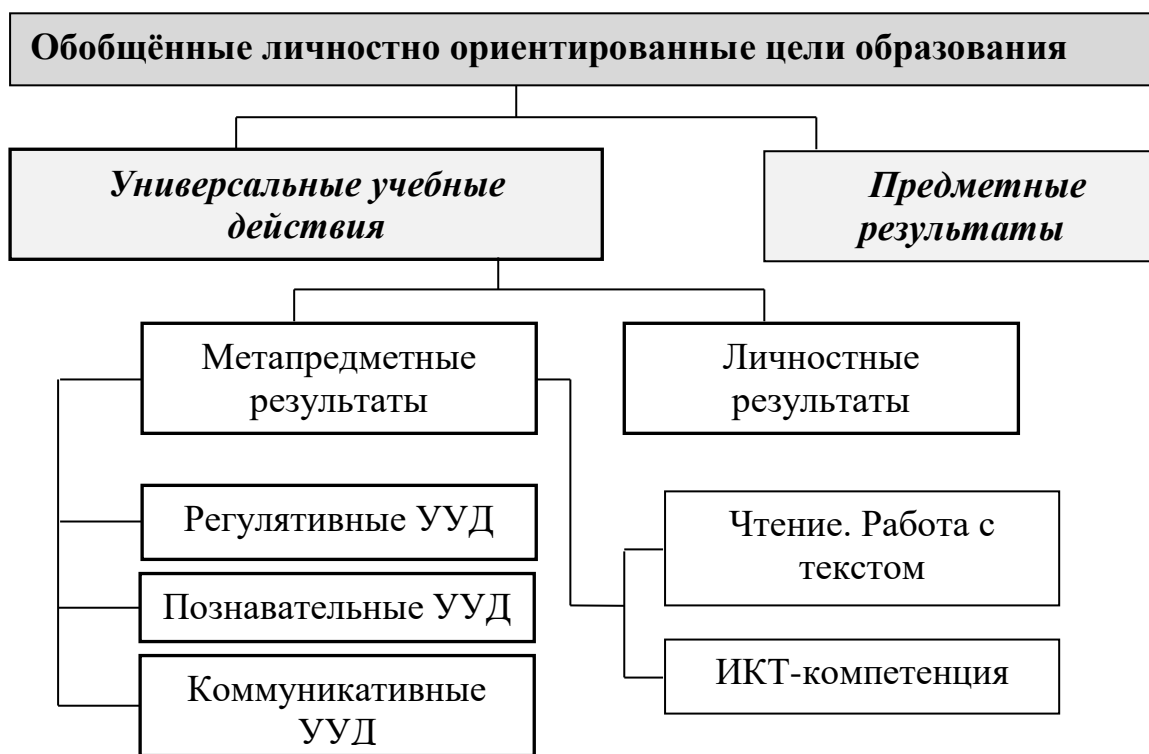 Обобщённые личностно ориентированные цели образования
Универсальные учебные
действия
Предметные
результаты
Метапредметные
результаты
Личностные
результаты
Регулятивные УУД
Познавательные УУД
Коммуникативные
УУД
Чтение. Работа с
текстом
ИКТ-компетенция